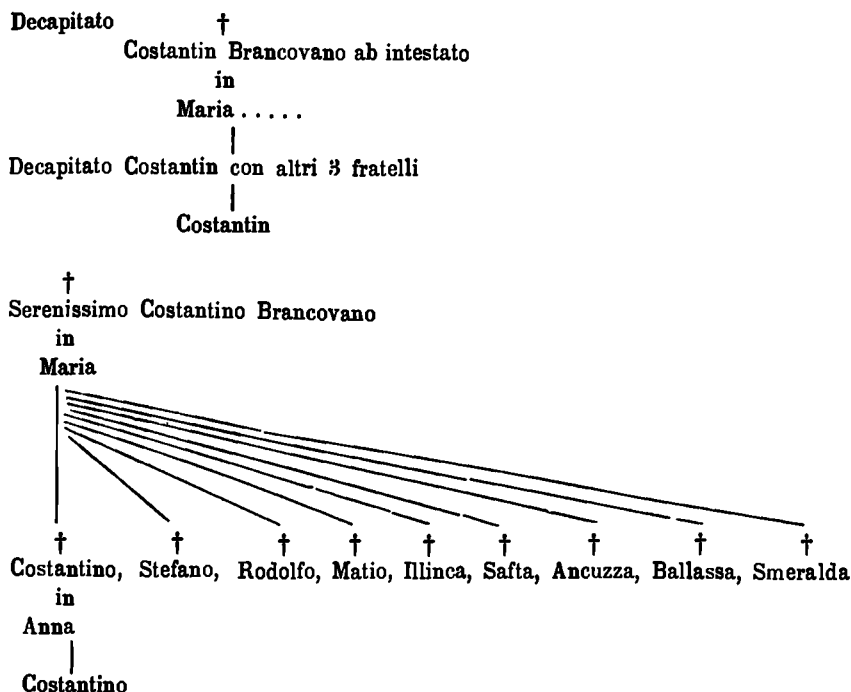 Decapitato †
Costantin Brancovano ab intestato
in
Maria . . . . .
Decapitato Costantin con altri 3 fratelli
Costantin
†
Serenissimo Costantino Brancovano
in
Maria
† † † † † † † † †
Costantino, Stefano, Rodolfo, Matio, Illinca, Safta, Ancuzza, Ballassa, Smeralda
in
Anna
Costantino